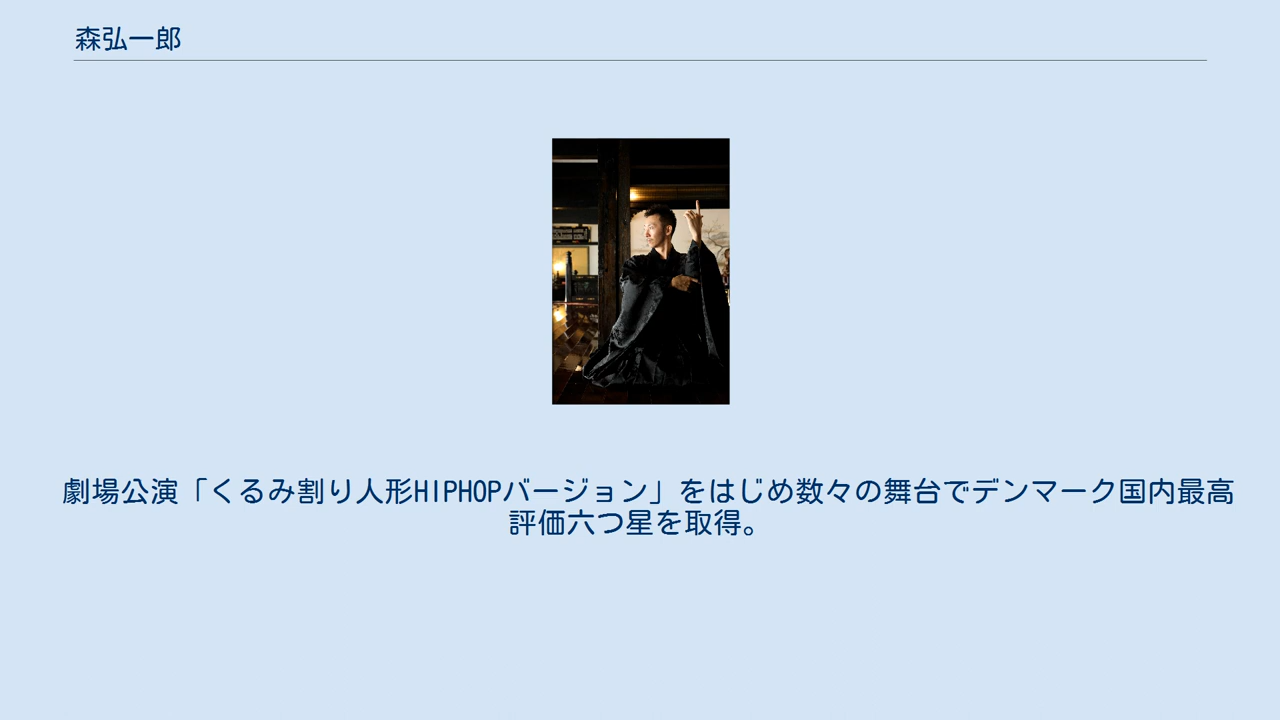 森弘一郎
劇場公演「くるみ割り人形HIPHOPバージョン」をはじめ数々の舞台でデンマーク国内最高
評価六つ星を取得。